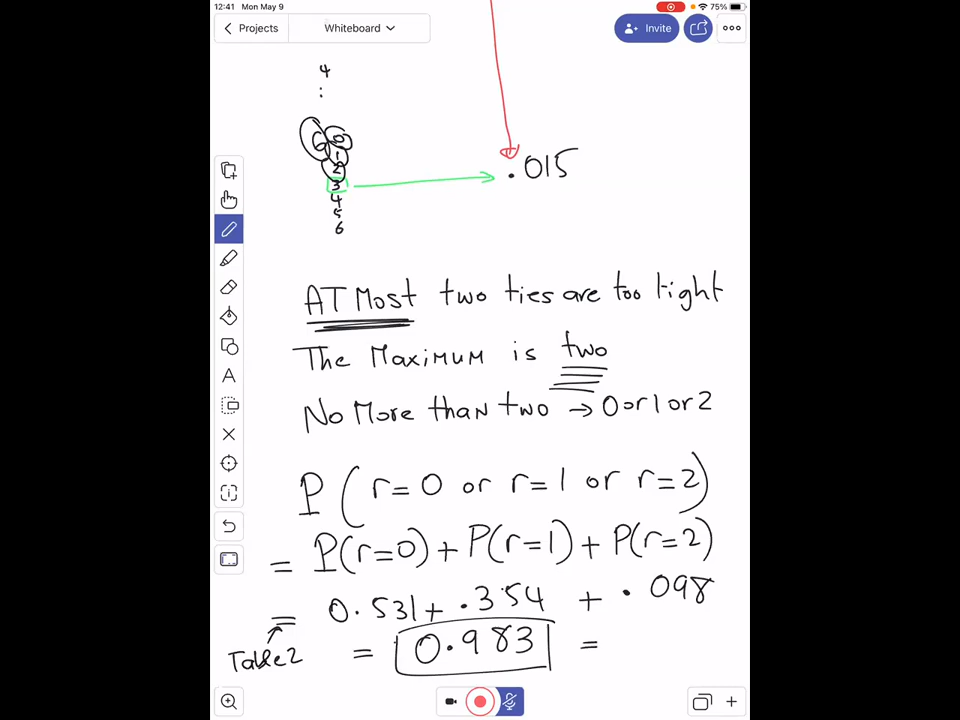 12:41 Mon May 9
75%
Projects
Whiteboard
Invite
4
:
6 0
1
2
3
4
5
6
.015
AT Most two ties are too tight
The Maximum is two
No More than two → 0 or 1 or 2
P(r=0 or r=1 or r=2)
= P(r=0) + P(r=1) + P(r=2)
= 0.531 + .354 + .098
Table 2
= 0.983 =
A